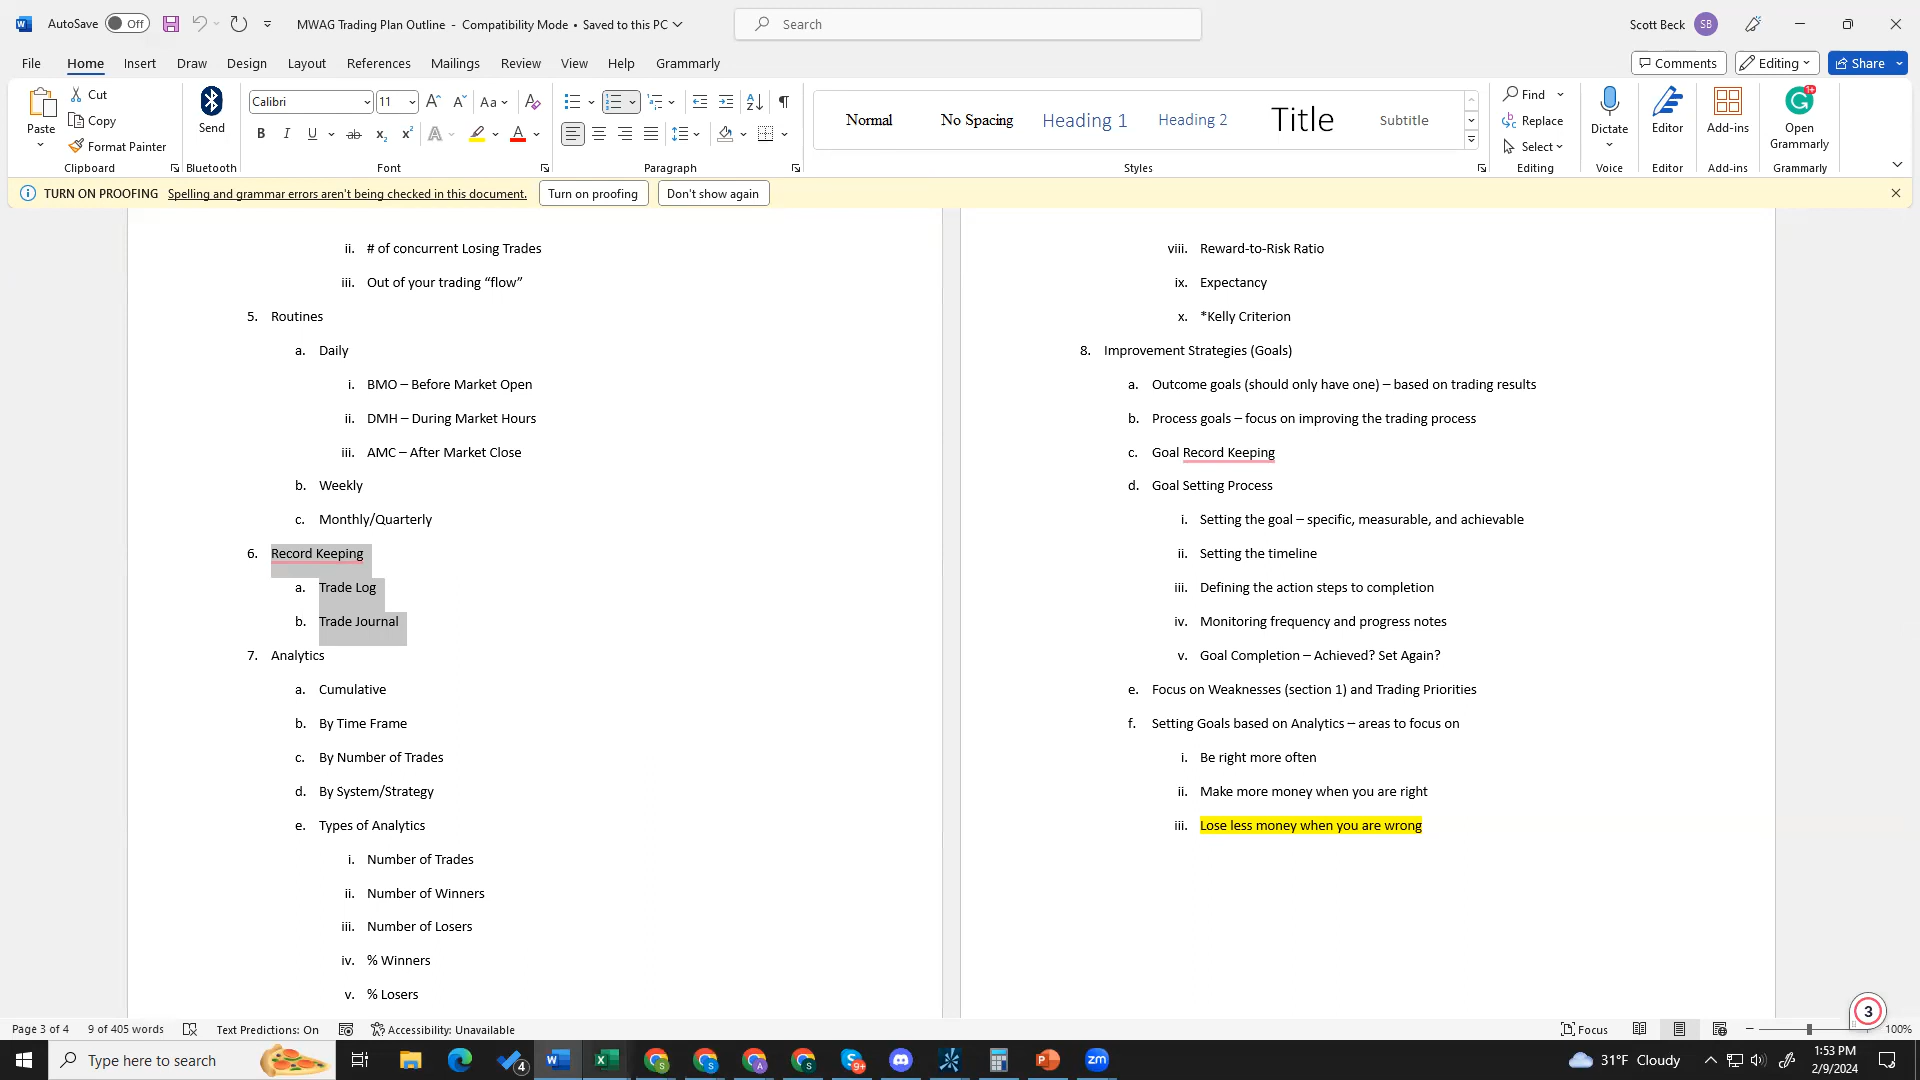 AutoSave Off MWAG Trading Plan Outline - Compatibility Mode • Saved to this PC Search Scott Beck SB
File Home Insert Draw Design Layout References Mailings Review View Help Grammarly Comments Editing Share
Paste Cut Copy Format Painter Clipboard
Send Bluetooth
Calibri 11 Aa B I U ab x₂ x² A A Font
Paragraph
Normal No Spacing Heading 1 Heading 2 Title Subtitle Styles
Find Replace Select Editing
Dictate Voice
Editor Editor
Add-ins Add-ins
Open Grammarly Grammarly
TURN ON PROOFING Spelling and grammar errors aren't being checked in this document. Turn on proofing Don't show again
ii. # of concurrent Losing Trades
iii. Out of your trading “flow”
5. Routines
a. Daily
i. BMO – Before Market Open
ii. DMH – During Market Hours
iii. AMC – After Market Close
b. Weekly
c. Monthly/Quarterly
6. Record Keeping
a. Trade Log
b. Trade Journal
7. Analytics
a. Cumulative
b. By Time Frame
c. By Number of Trades
d. By System/Strategy
e. Types of Analytics
i. Number of Trades
ii. Number of Winners
iii. Number of Losers
iv. % Winners
v. % Losers
viii. Reward-to-Risk Ratio
ix. Expectancy
x. *Kelly Criterion
8. Improvement Strategies (Goals)
a. Outcome goals (should only have one) – based on trading results
b. Process goals – focus on improving the trading process
c. Goal Record Keeping
d. Goal Setting Process
i. Setting the goal – specific, measurable, and achievable
ii. Setting the timeline
iii. Defining the action steps to completion
iv. Monitoring frequency and progress notes
v. Goal Completion – Achieved? Set Again?
e. Focus on Weaknesses (section 1) and Trading Priorities
f. Setting Goals based on Analytics – areas to focus on
i. Be right more often
ii. Make more money when you are right
iii. Lose less money when you are wrong
3
Page 3 of 4 9 of 405 words Text Predictions: On Accessibility: Unavailable Focus 100%
Type here to search 4 9+ zm 31°F Cloudy 1:53 PM
2/9/2024